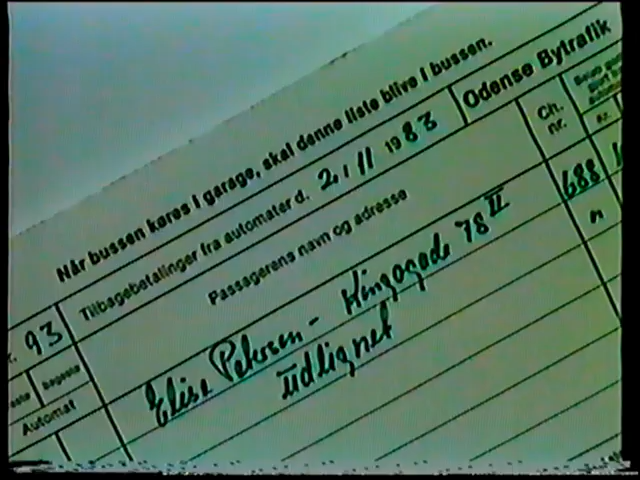 Når bussen køres i garage, skal denne liste blive i bussen.
Odense Bytrafik
Tilbagebetalinger fra automater d. 2/11 1983
Passagerens navn og adresse
Ch. nr.
93
Elise Petersen - Kingogade 78 II
688
udlignet
"
Bageste
Automat